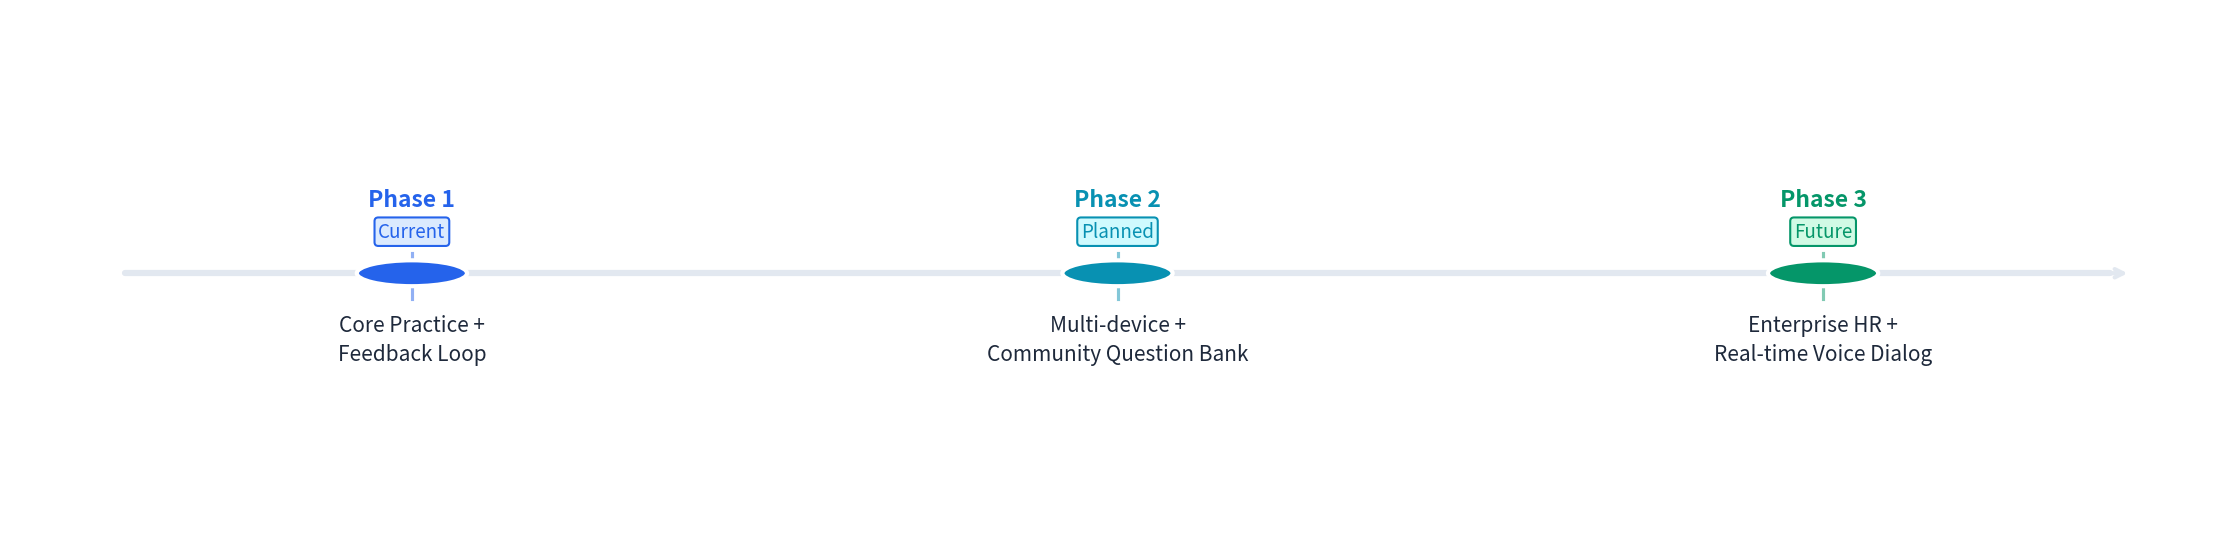 Phase 1
Current
Core Practice +
Feedback Loop
Phase 2
Planned
Multi-device +
Community Question Bank
Phase 3
Future
Enterprise HR +
Real-time Voice Dialog